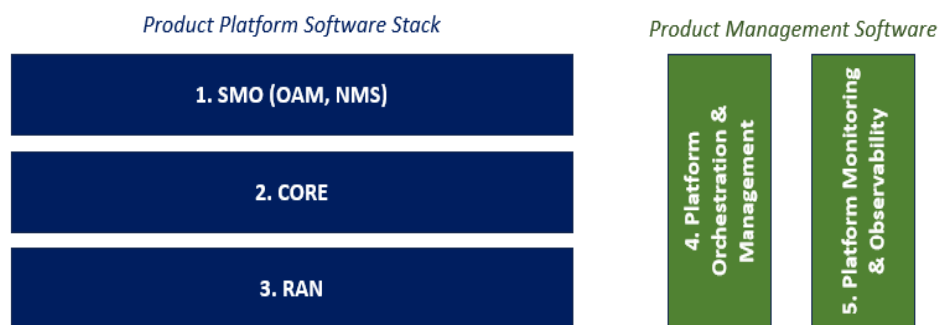 Product Platform Software Stack
Product Management Software
1. SMO (OAM, NMS)
2. CORE
3. RAN
4. Platform
Orchestration &
Management
5. Platform Monitoring
& Observability